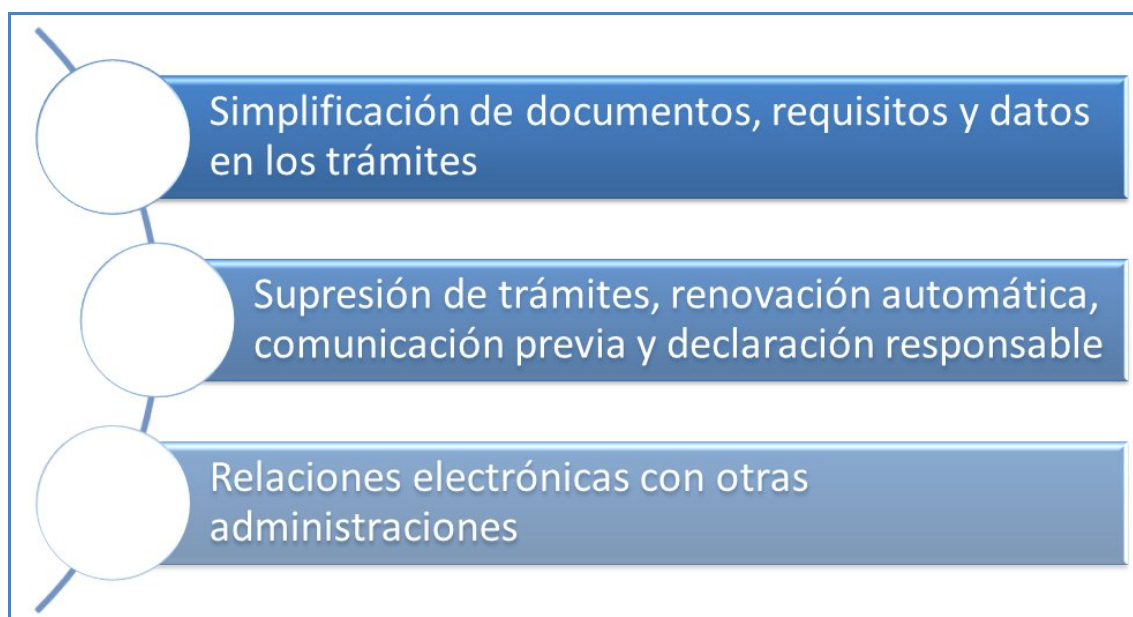 Simplificación de documentos, requisitos y datos
en los trámites
Supresión de trámites, renovación automática,
comunicación previa y declaración responsable
Relaciones electrónicas con otras
administraciones